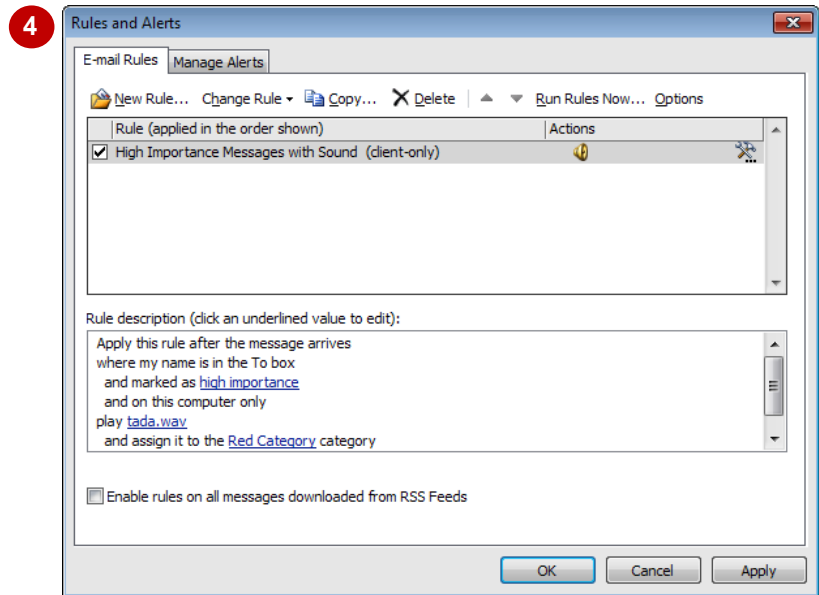 4
Rules and Alerts
E-mail Rules Manage Alerts
New Rule... Change Rule Copy... Delete Run Rules Now... Options
Rule (applied in the order shown) Actions
High Importance Messages with Sound (client-only)
Rule description (click an underlined value to edit):
Apply this rule after the message arrives
where my name is in the To box
and marked as high importance
and on this computer only
play tada.wav
and assign it to the Red Category category
Enable rules on all messages downloaded from RSS Feeds
OK Cancel Apply